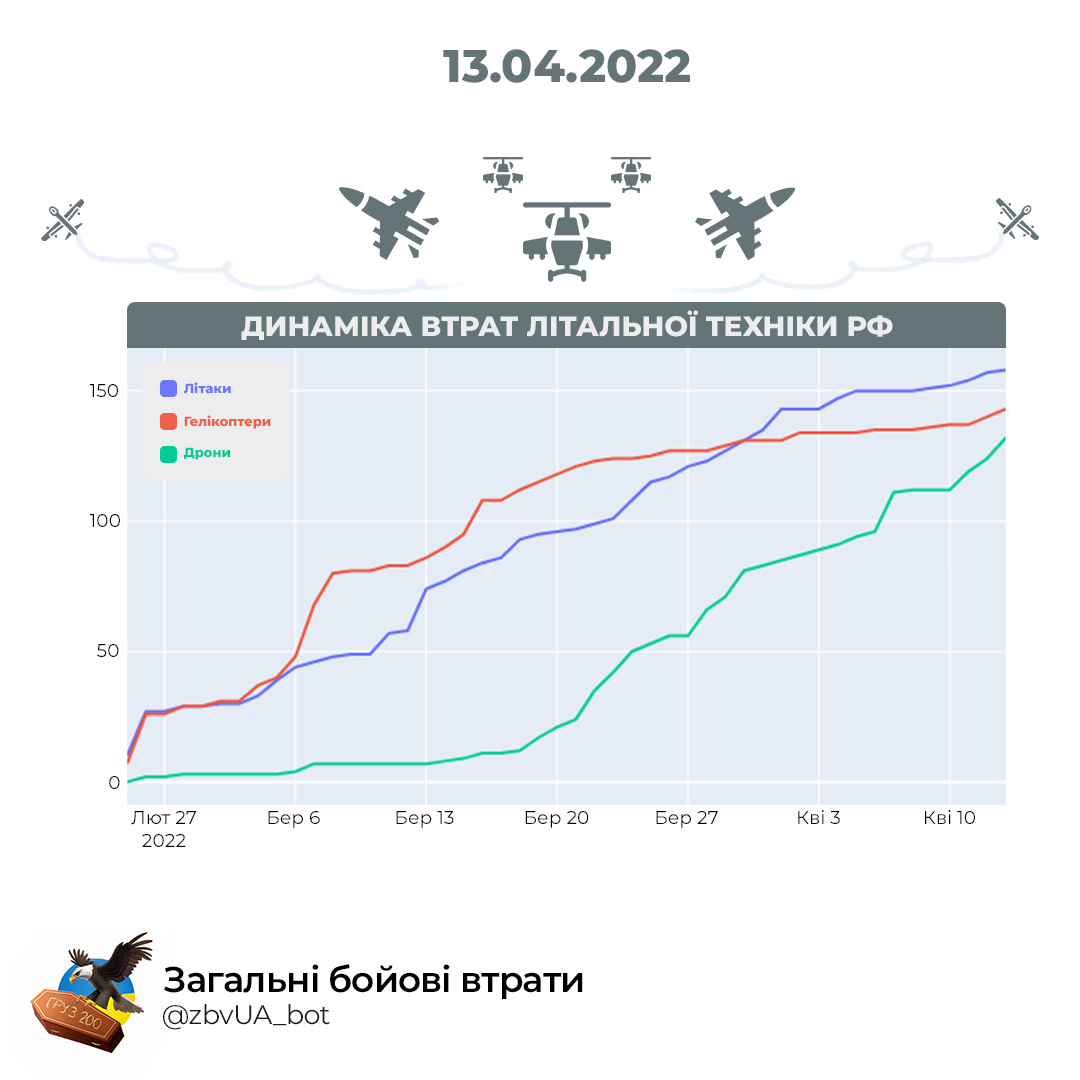 13.04.2022
ДИНАМІКА ВТРАТ ЛІТАЛЬНОЇ ТЕХНІКИ РФ
Літаки
Гелікоптери
Дрони
150
100
50
0
Лют 27
2022
Бер 6
Бер 13
Бер 20
Бер 27
Кві 3
Кві 10
ГРУЗ 200
Загальні бойові втрати
@zbvUA_bot